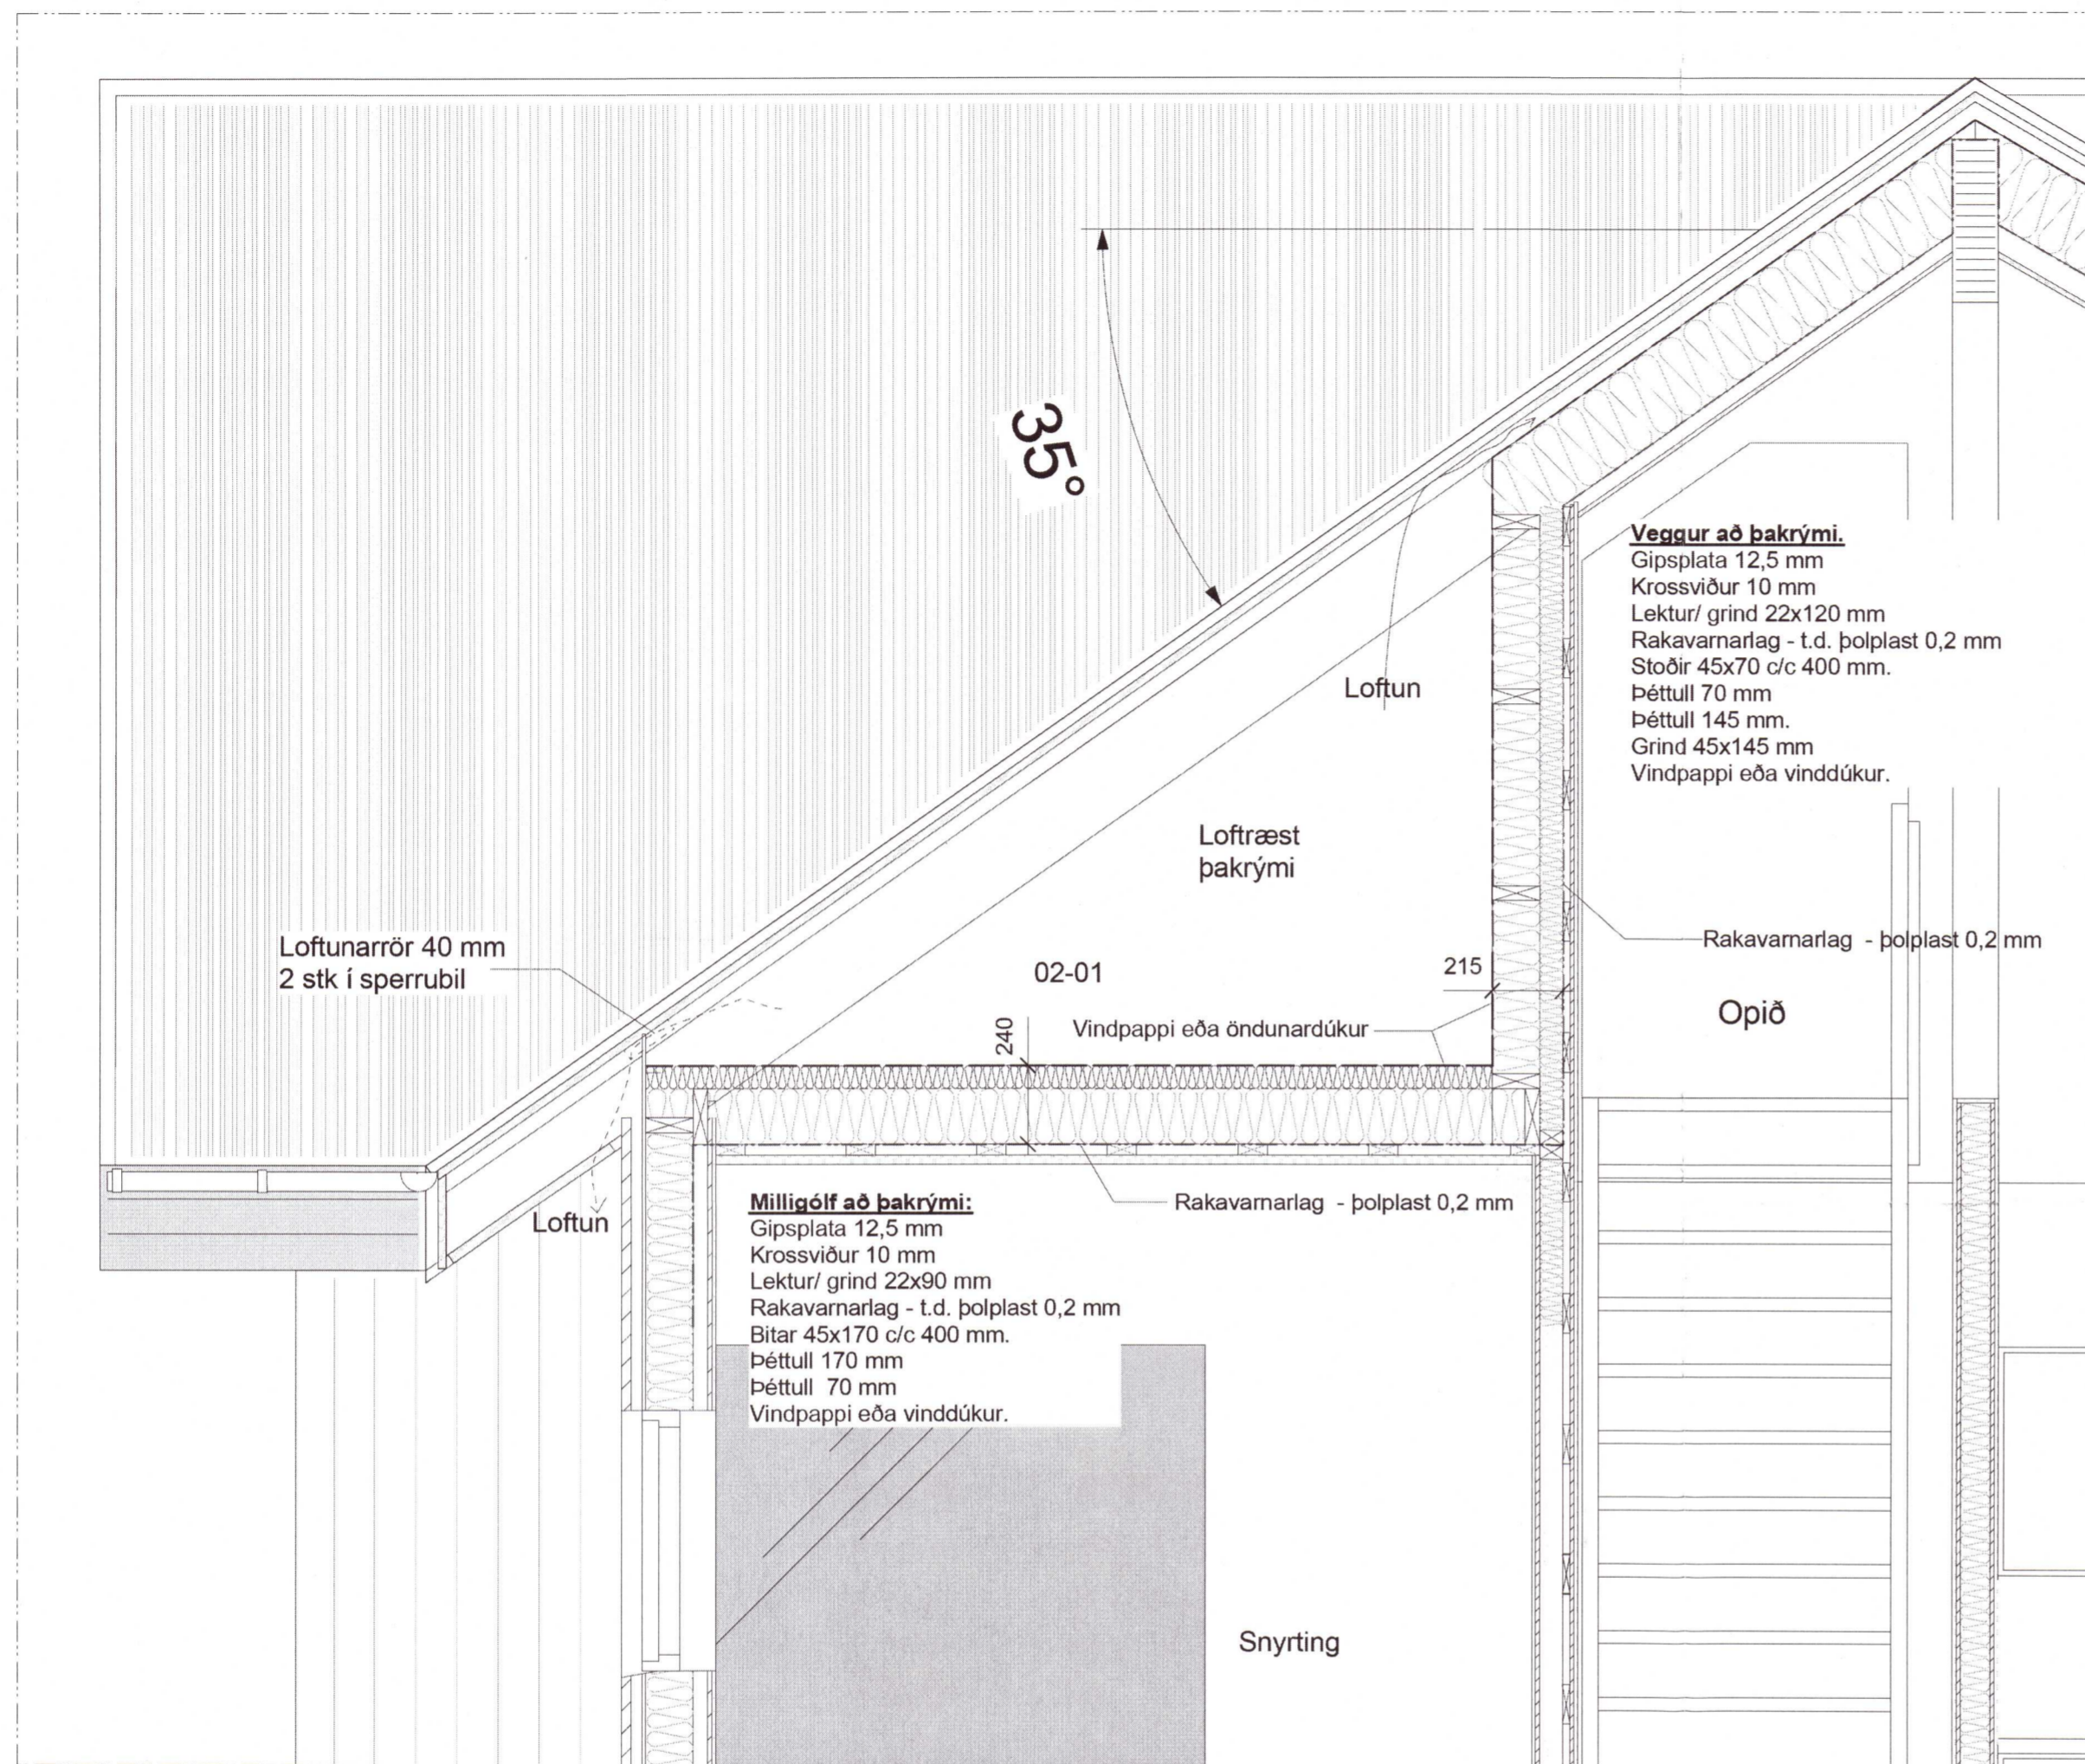 35°
Veggur að þakrými.
Gipsplata 12,5 mm
Krossviður 10 mm
Lektur/ grind 22x120 mm
Rakavarnarlag - t.d. þolplast 0,2 mm
Stoðir 45x70 c/c 400 mm.
Þéttull 70 mm
Þéttull 145 mm.
Grind 45x145 mm
Vindpappi eða vinddúkur.
Loftun
Loftræst
þakrými
Loftunarrör 40 mm
2 stk í sperrubil
Rakavarnarlag - þolplast 0,2 mm
02-01
215
Opið
240
Vindpappi eða öndunardúkur
Loftun
Rakavarnarlag - þolplast 0,2 mm
Milligólf að þakrými:
Gipsplata 12,5 mm
Krossviður 10 mm
Lektur/ grind 22x90 mm
Rakavarnarlag - t.d. þolplast 0,2 mm
Bitar 45x170 c/c 400 mm.
Þéttull 170 mm
Þéttull 70 mm
Vindpappi eða vinddúkur.
Snyrting